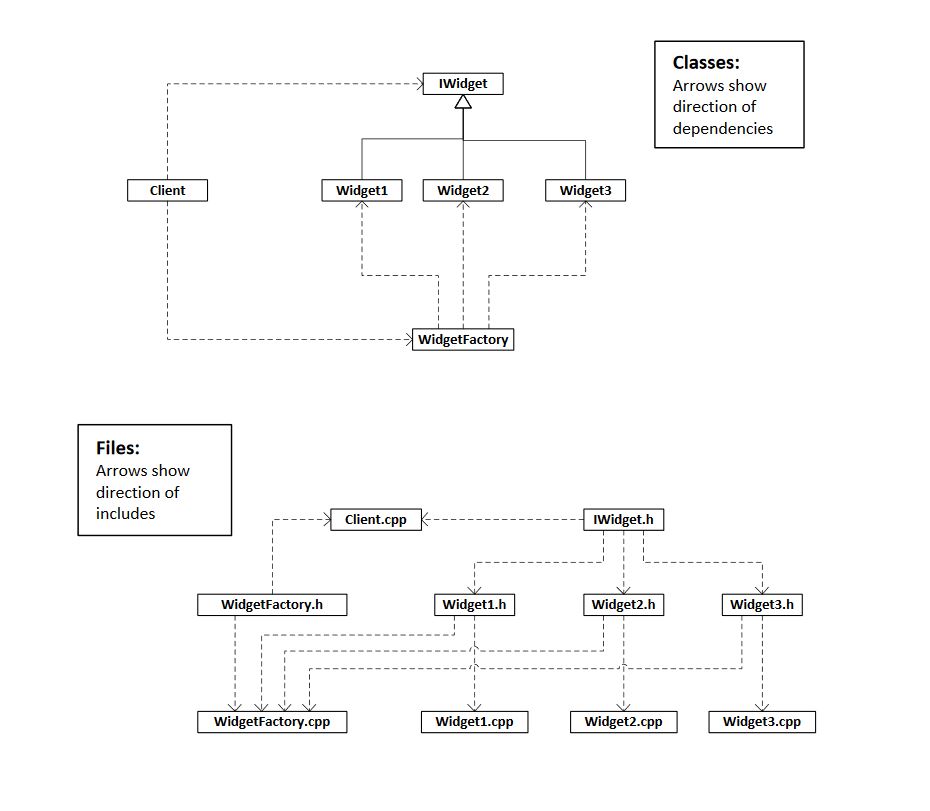 Classes:
Arrows show
direction of
dependencies
IWidget
Client
Widget1
Widget2
Widget3
WidgetFactory
Files:
Arrows show
direction of
includes
Client.cpp
IWidget.h
WidgetFactory.h
Widget1.h
Widget2.h
Widget3.h
WidgetFactory.cpp
Widget1.cpp
Widget2.cpp
Widget3.cpp